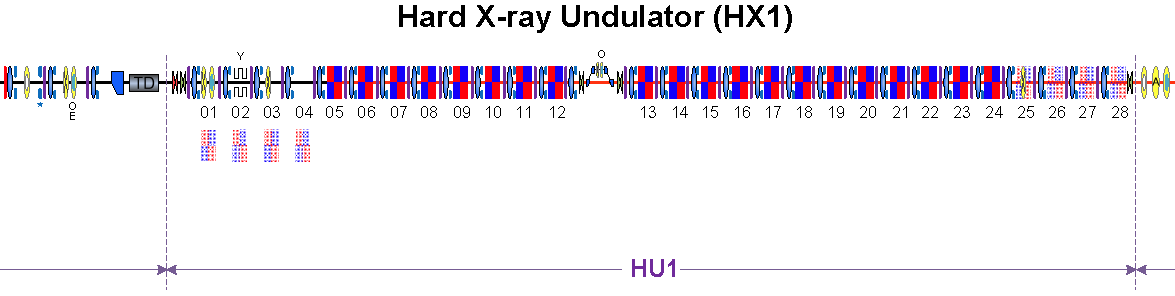 Hard X-ray Undulator (HX1)
Y
O
TD
O
E
01 02 03 04 05 06 07 08 09 10 11 12 13 14 15 16 17 18 19 20 21 22 23 24 25 26 27 28
HU1